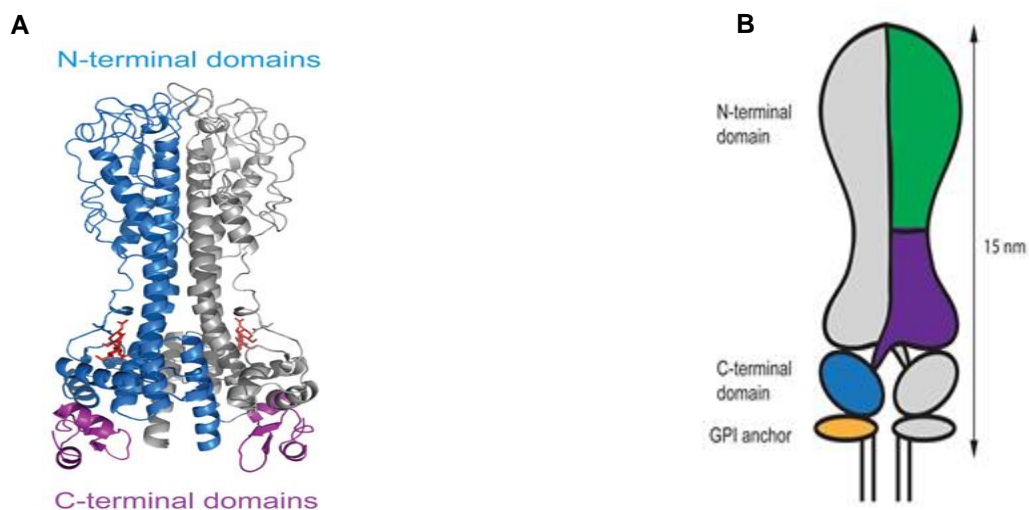 A
N-terminal domains
C-terminal domains
B
N-terminal
domain
15 nm
C-terminal
domain
GPI anchor